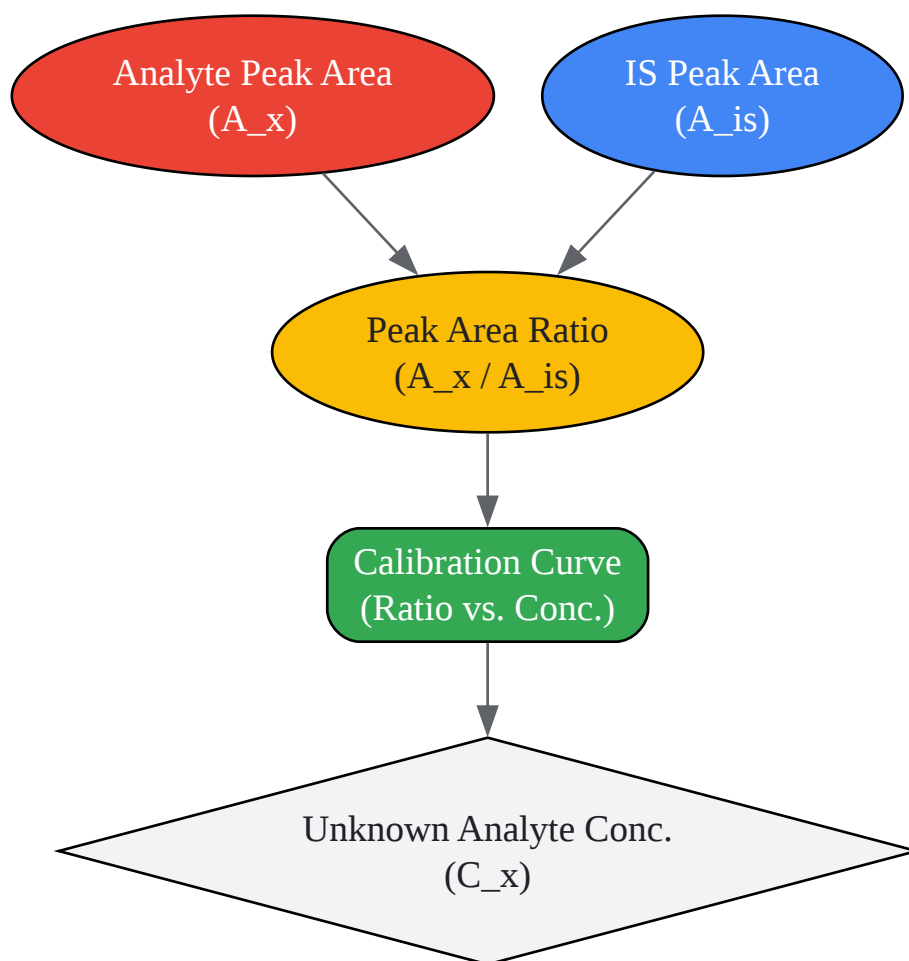 Analyte Peak Area
(A_x)
IS Peak Area
(A_is)
Peak Area Ratio
(A_x / A_is)
Calibration Curve
(Ratio vs. Conc.)
Unknown Analyte Conc.
(C_x)